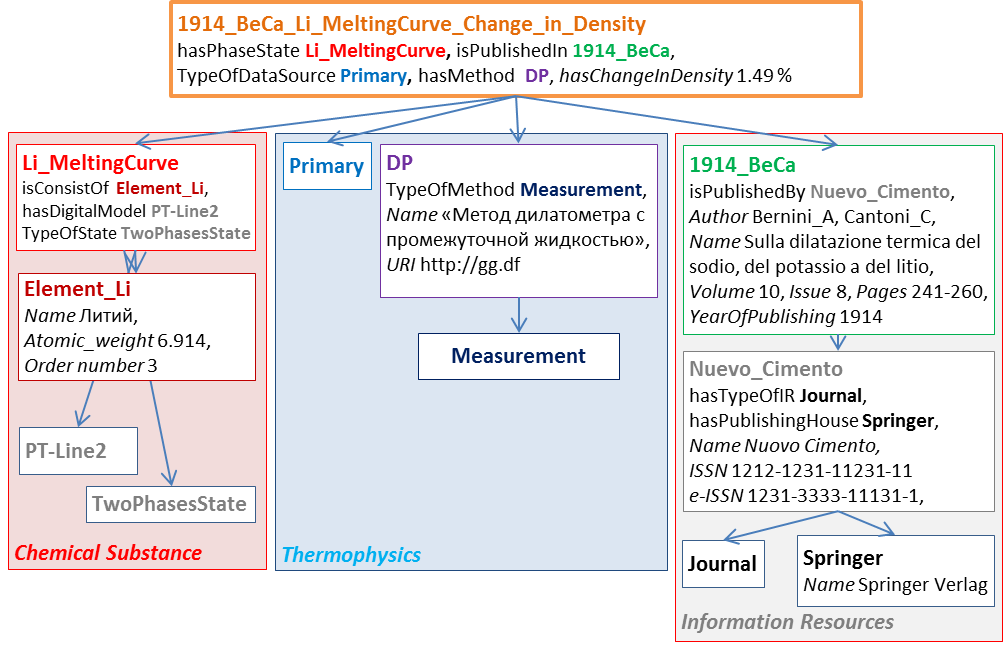 1914_BeCa_Li_MeltingCurve_Change_in_Density
hasPhaseState Li_MeltingCurve, isPublishedIn 1914_BeCa,
TypeOfDataSource Primary, hasMethod DP, hasChangeInDensity 1.49 %
Li_MeltingCurve
isConsistOf Element_Li,
hasDigitalModel PT-Line2
TypeOfState TwoPhasesState
Element_Li
Name Литий,
Atomic_weight 6.914,
Order number 3
PT-Line2
TwoPhasesState
Chemical Substance
Primary
DP
TypeOfMethod Measurement,
Name «Метод дилатометра с
промежуточной жидкостью»,
URI http://gg.df
Measurement
Thermophysics
1914_BeCa
isPublishedBy Nuevo_Cimento,
Author Bernini_A, Cantoni_C,
Name Sulla dilatazione termica del
sodio, del potassio a del litio,
Volume 10, Issue 8, Pages 241-260,
YearOfPublishing 1914
Nuevo_Cimento
hasTypeOfIR Journal,
hasPublishingHouse Springer,
Name Nuovo Cimento,
ISSN 1212-1231-11231-11
e-ISSN 1231-3333-11131-1,
Journal
Springer
Name Springer Verlag
Information Resources